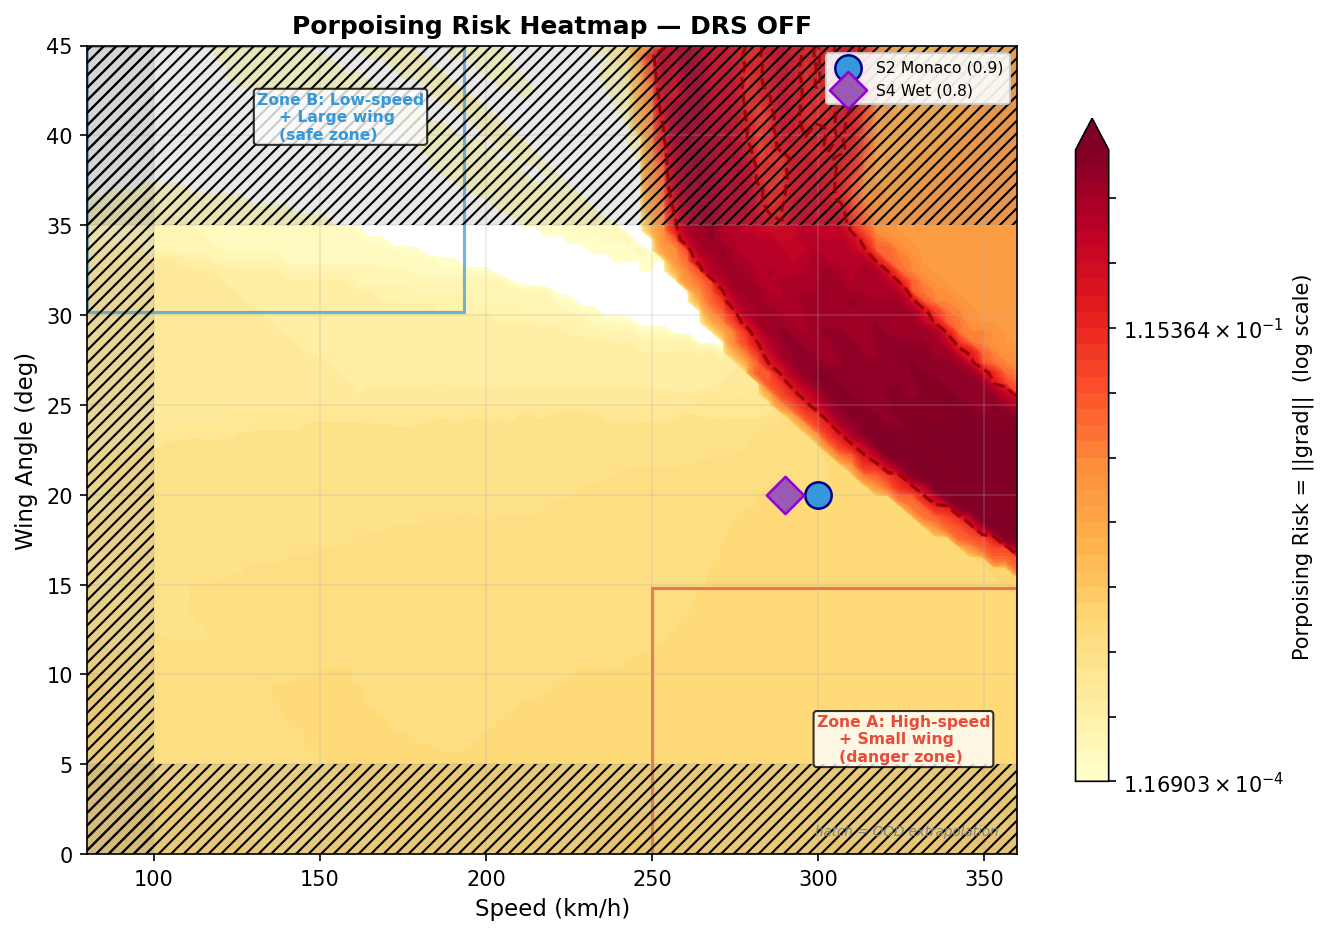 Porpoising Risk Heatmap — DRS OFF
S2 Monaco (0.9)
S4 Wet (0.8)
Zone B: Low-speed
+ Large wing
(safe zone)
Zone A: High-speed
+ Small wing
(danger zone)
hatch = OOD extrapolation
45
40
35
30
25
20
15
10
5
0
Wing Angle (deg)
100
150
200
250
300
350
Speed (km/h)
1.15364 × 10⁻¹
1.16903 × 10⁻⁴
Porpoising Risk = ||grad|| (log scale)